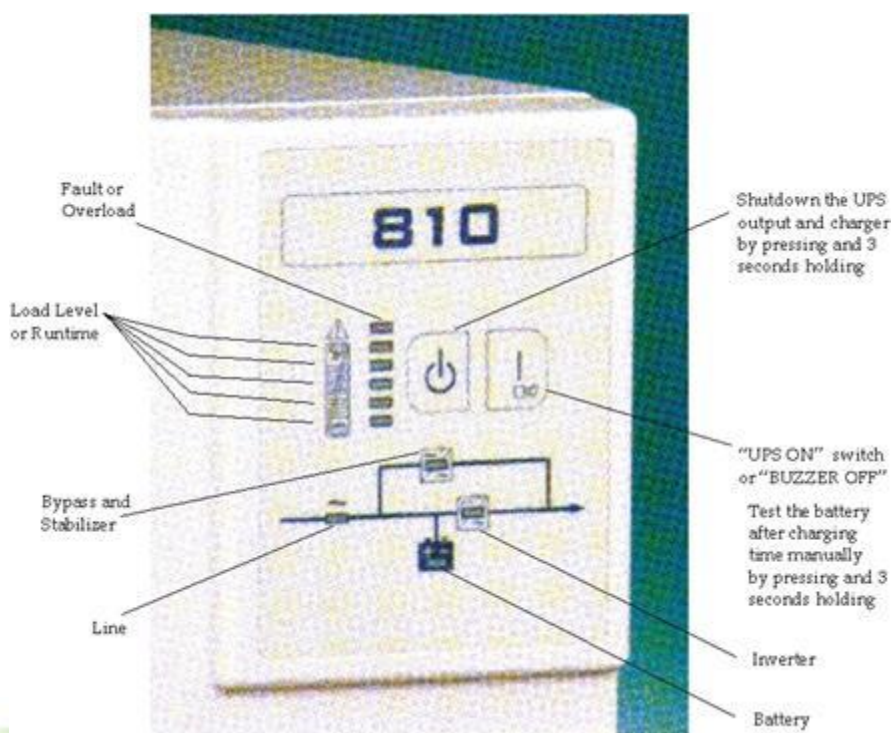 Fault or
Overload
810
Shutdown the UPS
output and charger
by pressing and 3
seconds holding
Load Level
or Runtime
"UPS ON" switch
or "BUZZER OFF"
Test the battery
after charging
time manually
by pressing and 3
seconds holding
Bypass and
Stabilizer
Line
Inverter
Battery